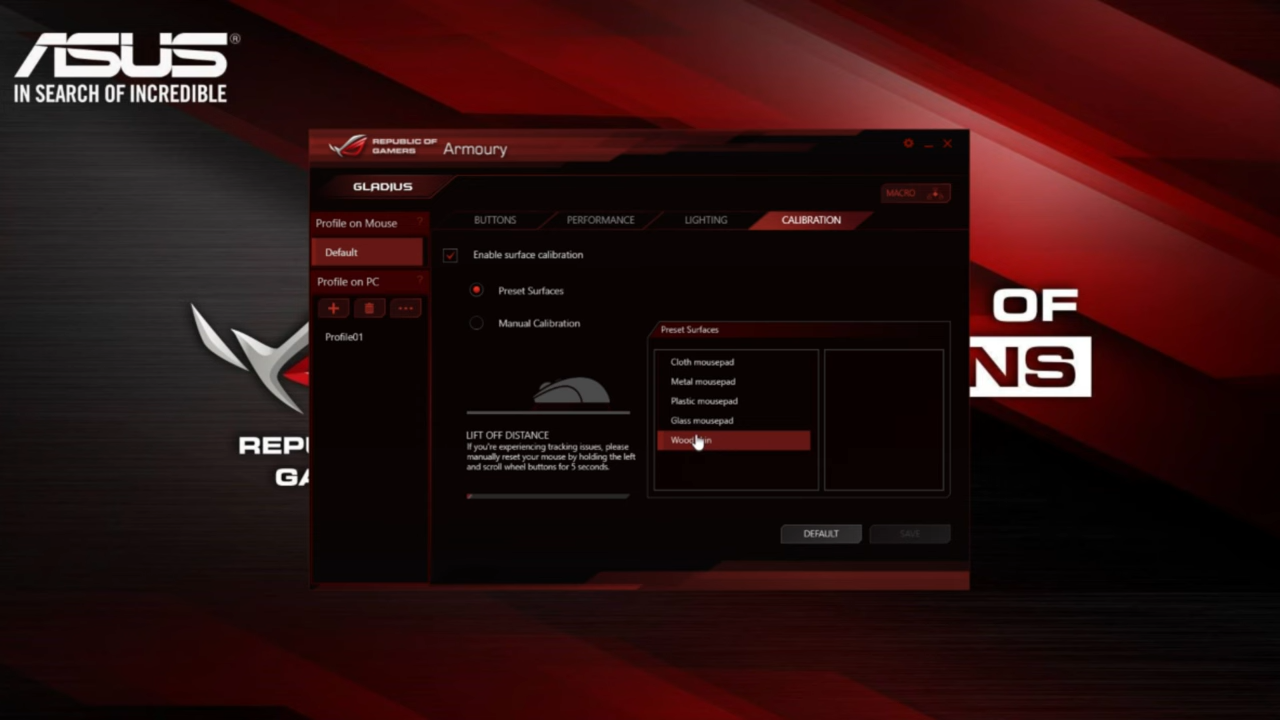 ASUS®
IN SEARCH OF INCREDIBLE
REPUBLIC OF
GAMERS
Armoury
GLADIUS
MACRO
Profile on Mouse ?
Default
Profile on PC ?
Profile01
BUTTONS
PERFORMANCE
LIGHTING
CALIBRATION
Enable surface calibration
Preset Surfaces
Manual Calibration
LIFT OFF DISTANCE
If you're experiencing tracking issues, please
manually reset your mouse by holding the left
and scroll wheel buttons for 5 seconds.
Preset Surfaces
Cloth mousepad
Metal mousepad
Plastic mousepad
Glass mousepad
DEFAULT
SAVE
OF